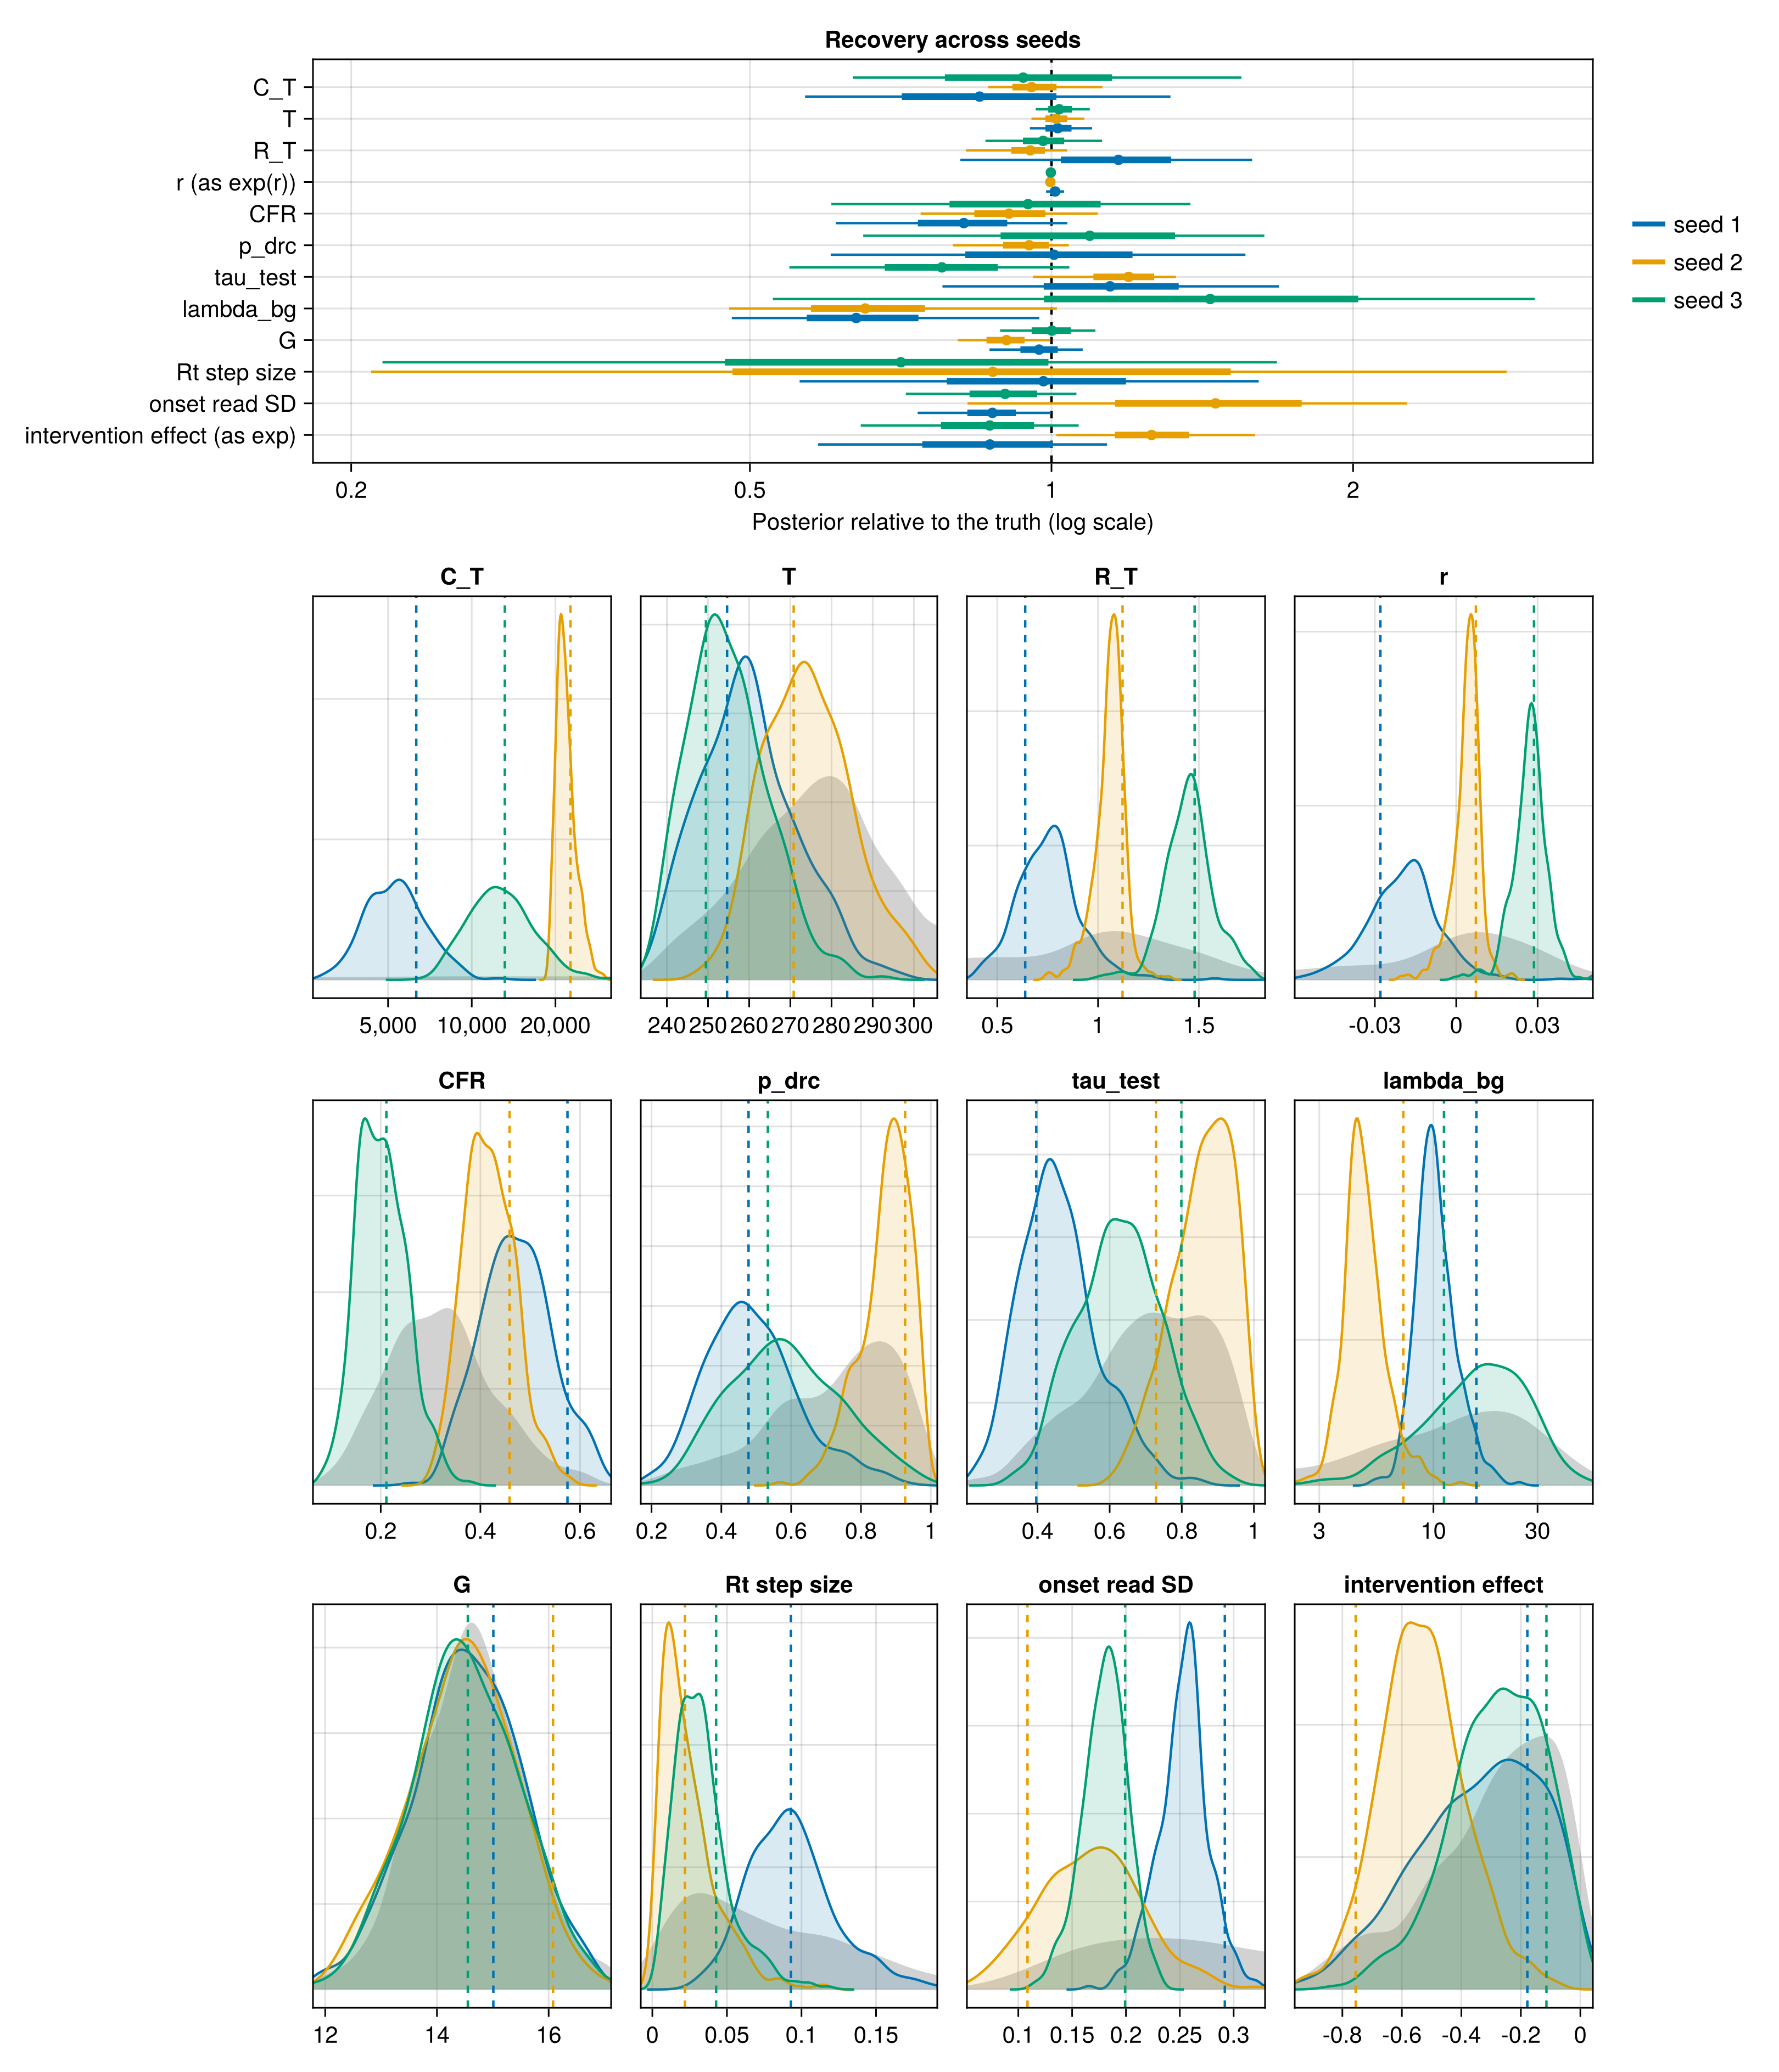 Recovery across seeds
C_T
T
R_T
r (as exp(r))
CFR
p_drc
tau_test
lambda_bg
G
Rt step size
onset read SD
intervention effect (as exp)
0.2 0.5 1 2
Posterior relative to the truth (log scale)
seed 1
seed 2
seed 3
C_T T R_T r
5,000 10,000 20,000 240 250 260 270 280 290 300 0.5 1 1.5 -0.03 0 0.03
CFR p_drc tau_test lambda_bg
0.2 0.4 0.6 0.2 0.4 0.6 0.8 1 0.4 0.6 0.8 1 3 10 30
G Rt step size onset read SD intervention effect
12 14 16 0 0.05 0.1 0.15 0.1 0.15 0.2 0.25 0.3 -0.8 -0.6 -0.4 -0.2 0